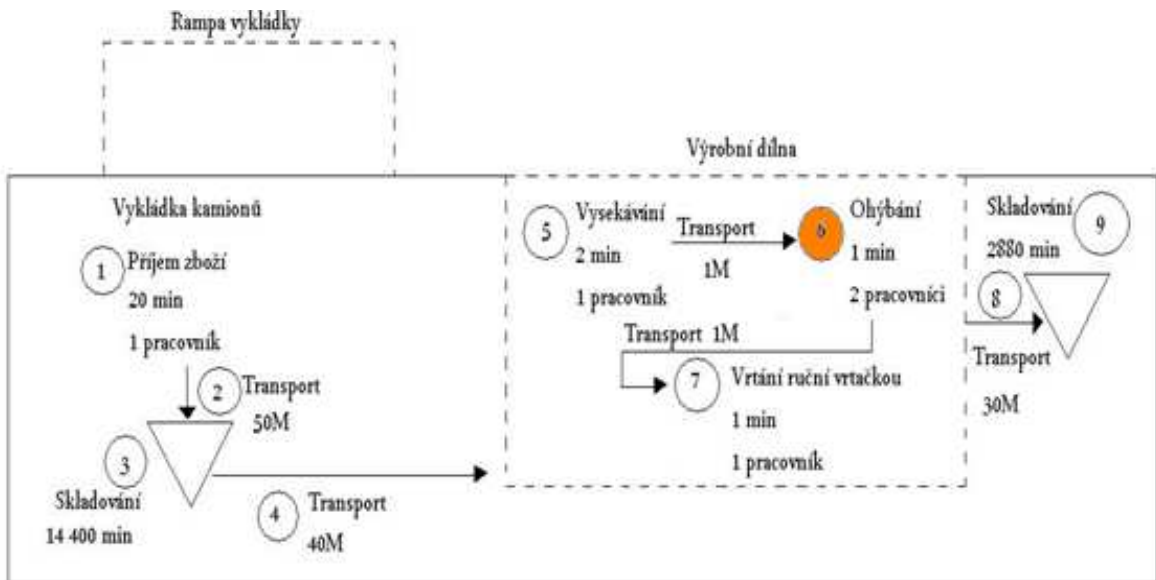 Rampa vykládky
Výrobní dílna
Vykládka kamionů
1
Příjem zboží
20 min
1 pracovník
2
Transport
50M
3
Skladování
14 400 min
4
Transport
40M
5
Vysekávání
2 min
1 pracovník
Transport
1M
6
Ohýbání
1 min
2 pracovníci
Transport 1M
7
Vrtání ruční vrtačkou
1 min
1 pracovník
8
Transport
30M
Skladování
9
2880 min